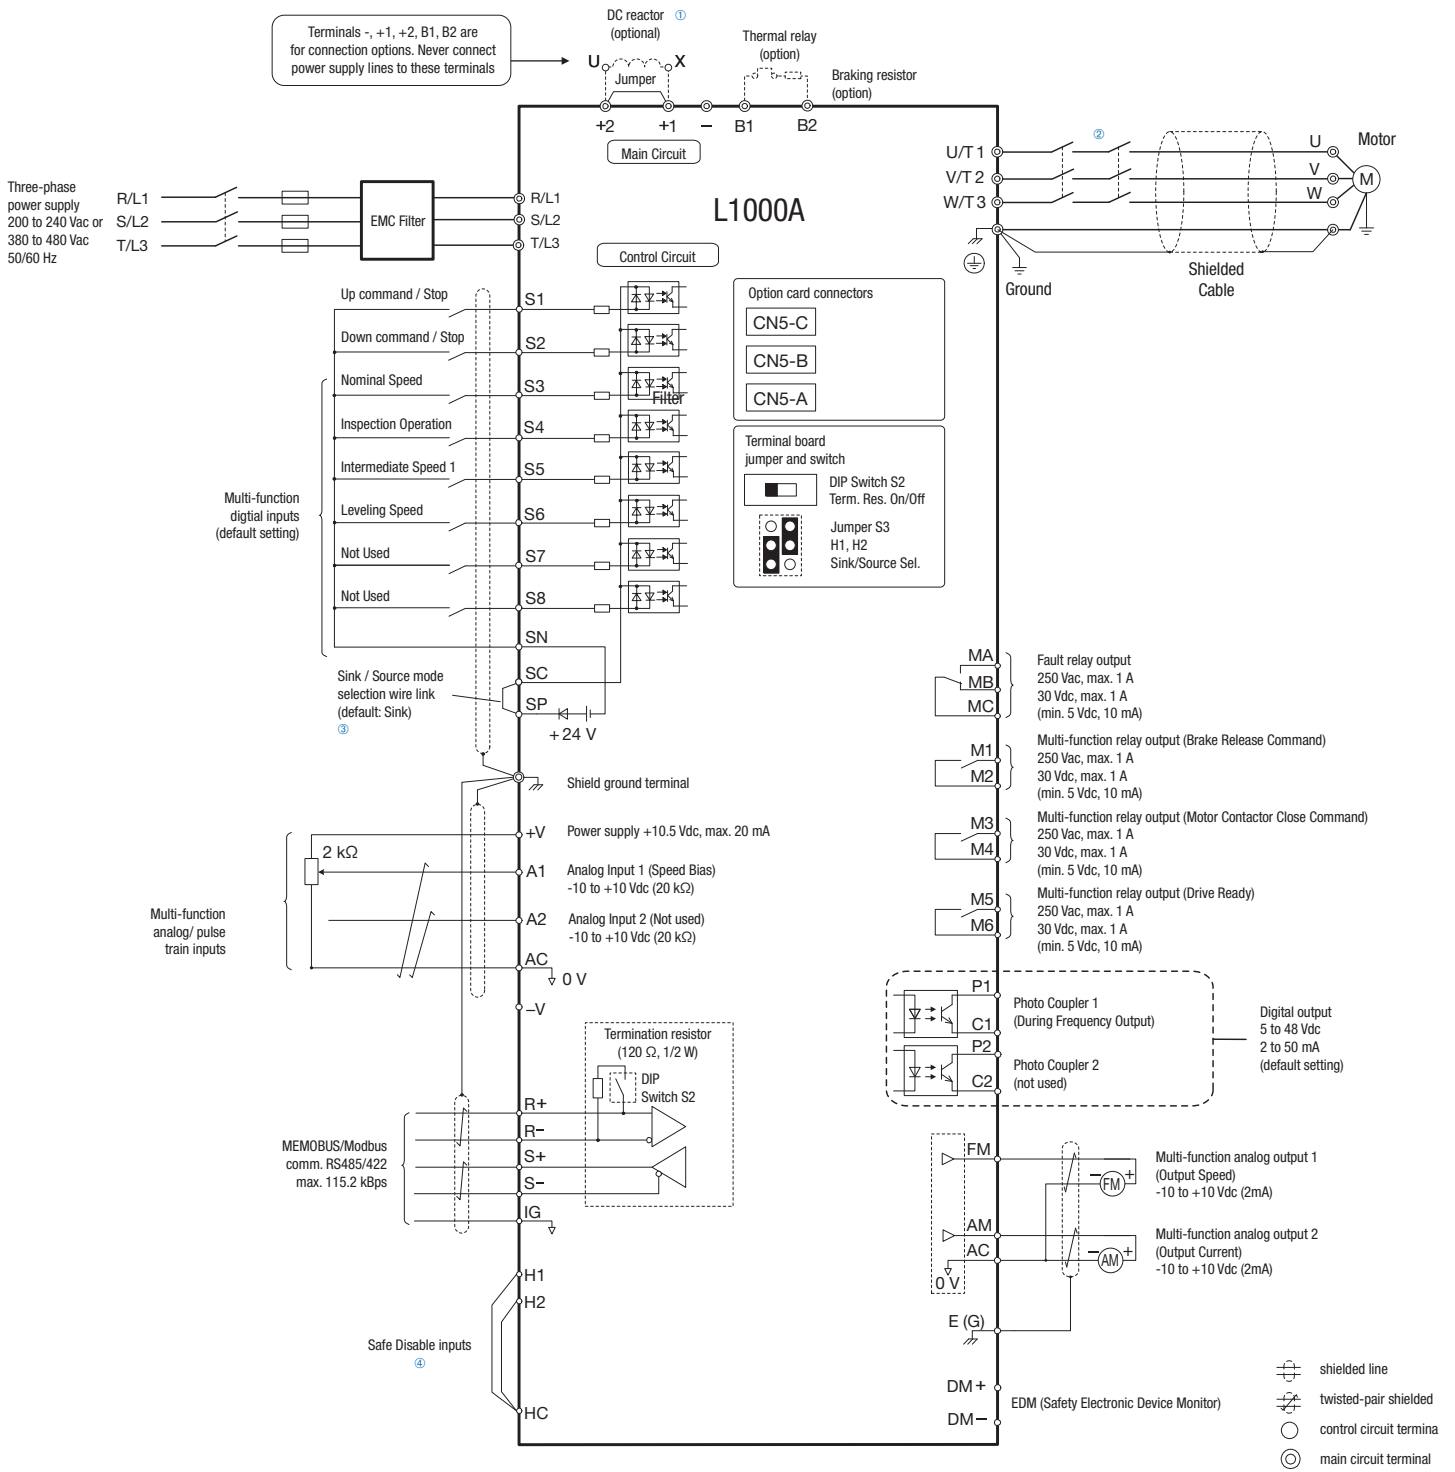 Terminals -, +1, +2, B1, B2 are
for connection options. Never connect
power supply lines to these terminals
DC reactor ①
(optional)
U
X
Jumper
Thermal relay
(option)
Braking resistor
(option)
+2
+1
–
B1
B2
Main Circuit
Three-phase
power supply
200 to 240 Vac or
380 to 480 Vac
50/60 Hz
R/L1
S/L2
T/L3
EMC Filter
R/L1
S/L2
T/L3
L1000A
U/T 1
V/T 2
W/T 3
②
U
V
W
Motor
M
Ground
Shielded
Cable
Control Circuit
Up command / Stop
S1
Down command / Stop
S2
Nominal Speed
S3
Filter
Inspection Operation
S4
Intermediate Speed 1
S5
Leveling Speed
S6
Not Used
S7
Not Used
S8
Multi-function
digtial inputs
(default setting)
SN
SC
SP
+24 V
Sink / Source mode
selection wire link
(default: Sink)
③
Option card connectors
CN5-C
CN5-B
CN5-A
Terminal board
jumper and switch
DIP Switch S2
Term. Res. On/Off
Jumper S3
H1, H2
Sink/Source Sel.
MA
MB
MC
Fault relay output
250 Vac, max. 1 A
30 Vdc, max. 1 A
(min. 5 Vdc, 10 mA)
M1
M2
Multi-function relay output (Brake Release Command)
250 Vac, max. 1 A
30 Vdc, max. 1 A
(min. 5 Vdc, 10 mA)
M3
M4
Multi-function relay output (Motor Contactor Close Command)
250 Vac, max. 1 A
30 Vdc, max. 1 A
(min. 5 Vdc, 10 mA)
M5
M6
Multi-function relay output (Drive Ready)
250 Vac, max. 1 A
30 Vdc, max. 1 A
(min. 5 Vdc, 10 mA)
Shield ground terminal
+V
Power supply +10.5 Vdc, max. 20 mA
2 kΩ
A1
Analog Input 1 (Speed Bias)
-10 to +10 Vdc (20 kΩ)
A2
Analog Input 2 (Not used)
-10 to +10 Vdc (20 kΩ)
AC
0 V
–V
Multi-function
analog/ pulse
train inputs
P1
C1
Photo Coupler 1
(During Frequency Output)
P2
C2
Photo Coupler 2
(not used)
Digital output
5 to 48 Vdc
2 to 50 mA
(default setting)
Termination resistor
(120 Ω, 1/2 W)
DIP
Switch S2
R+
R–
S+
S–
IG
MEMOBUS/Modbus
comm. RS485/422
max. 115.2 kBps
FM
FM
– +
Multi-function analog output 1
(Output Speed)
-10 to +10 Vdc (2mA)
AM
AC
0 V
AM
– +
Multi-function analog output 2
(Output Current)
-10 to +10 Vdc (2mA)
E (G)
H1
H2
HC
Safe Disable inputs
④
DM+
DM–
EDM (Safety Electronic Device Monitor)
shielded line
twisted-pair shielded
control circuit termina
main circuit terminal